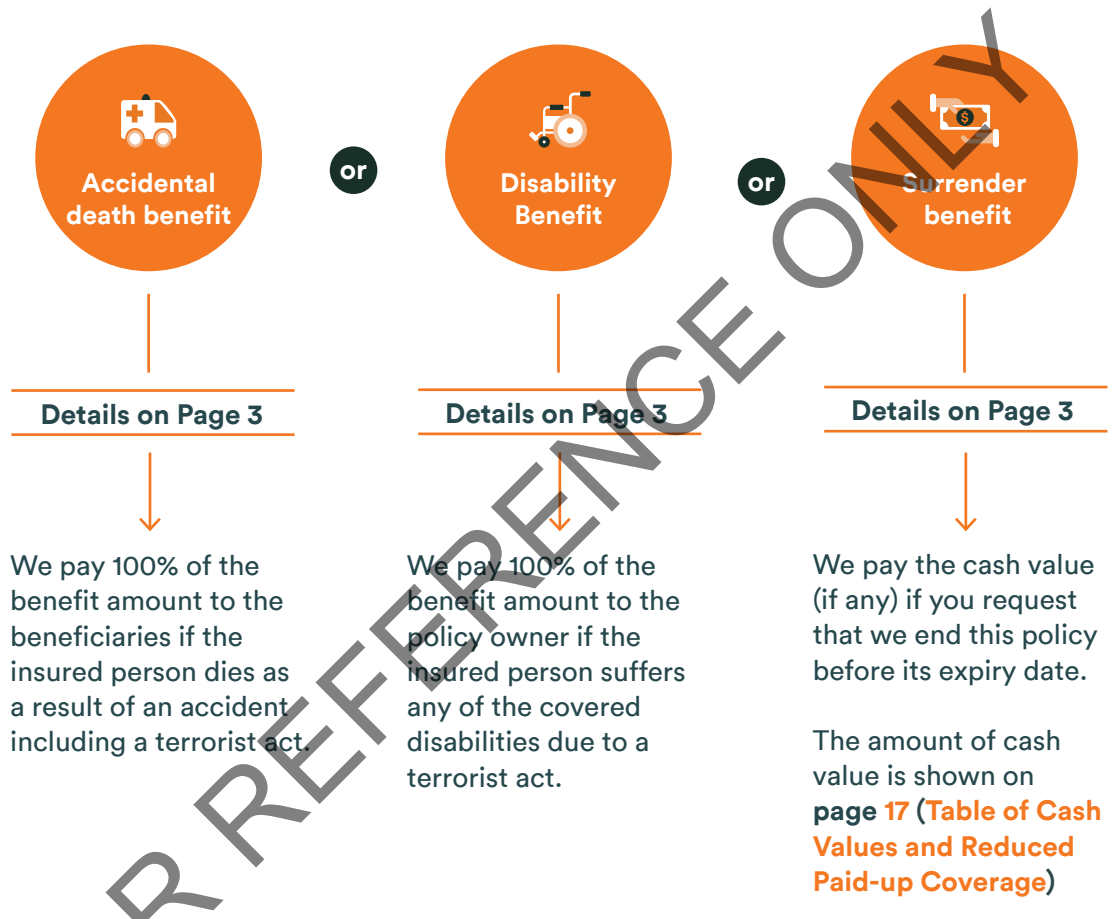 Accidental
death benefit
or
Disability
Benefit
or
$
Surrender
benefit
Details on Page 3
Details on Page 3
Details on Page 3
We pay 100% of the
benefit amount to the
beneficiaries if the
insured person dies as
a result of an accident
including a terrorist act.
We pay 100% of the
benefit amount to the
policy owner if the
insured person suffers
any of the covered
disabilities due to a
terrorist act.
We pay the cash value
(if any) if you request
that we end this policy
before its expiry date.
The amount of cash
value is shown on
page 17 (Table of Cash
Values and Reduced
Paid-up Coverage)
R REFERENCE ONLY